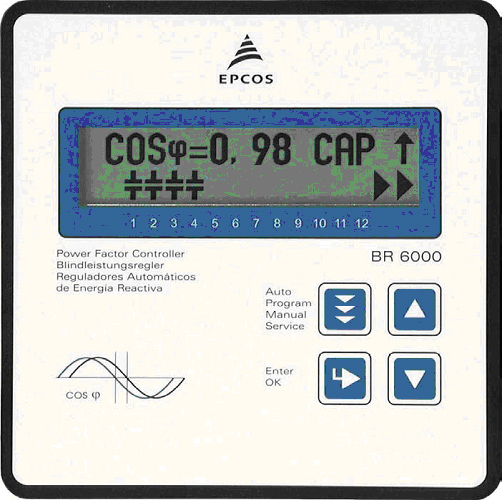 EPCOS
COSφ=0, 98 CAP ↑
1 2 3 4 5 6 7 8 9 10 11 12
Power Factor Controller
Blindleistungsregler
Reguladores Automáticos
de Energía Reactiva
BR 6000
Auto
Program
Manual
Service
Enter
OK
COS φ